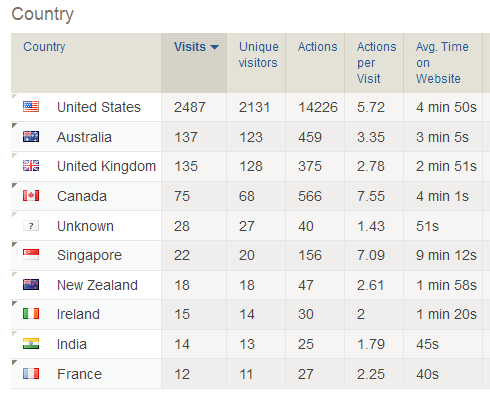 Country
Country Visits Unique visitors Actions Actions per Visit Avg. Time on Website
United States 2487 2131 14226 5.72 4 min 50s
Australia 137 123 459 3.35 3 min 5s
United Kingdom 135 128 375 2.78 2 min 51s
Canada 75 68 566 7.55 4 min 1s
? Unknown 28 27 40 1.43 51s
Singapore 22 20 156 7.09 9 min 12s
New Zealand 18 18 47 2.61 1 min 58s
Ireland 15 14 30 2 1 min 20s
India 14 13 25 1.79 45s
France 12 11 27 2.25 40s